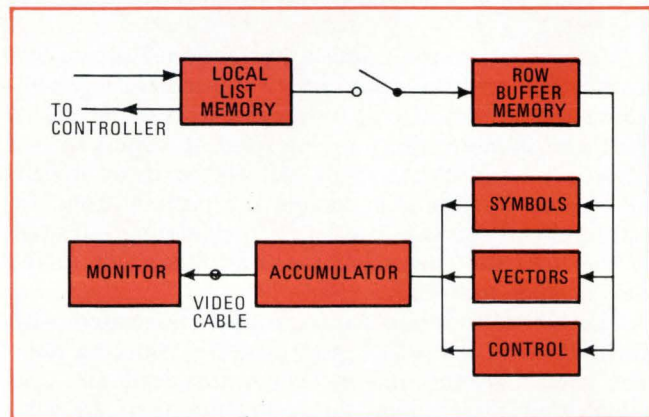 LOCAL
LIST
MEMORY
ROW
BUFFER
MEMORY
TO
CONTROLLER
SYMBOLS
MONITOR
ACCUMULATOR
VECTORS
VIDEO
CABLE
CONTROL